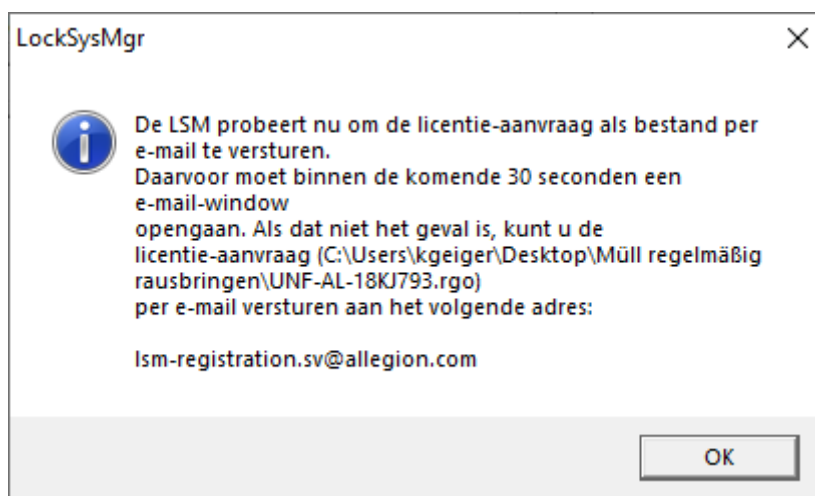 LockSysMgr
De LSM probeert nu om de licentie-aanvraag als bestand per
e-mail te versturen.
Daarvoor moet binnen de komende 30 seconden een
e-mail-window
opengaan. Als dat niet het geval is, kunt u de
licentie-aanvraag (C:\Users\kgeiger\Desktop\Müll regelmäßig
rausbringen\UNF-AL-18KJ793.rgo)
per e-mail versturen aan het volgende adres:
lsm-registration.sv@allegion.com
OK